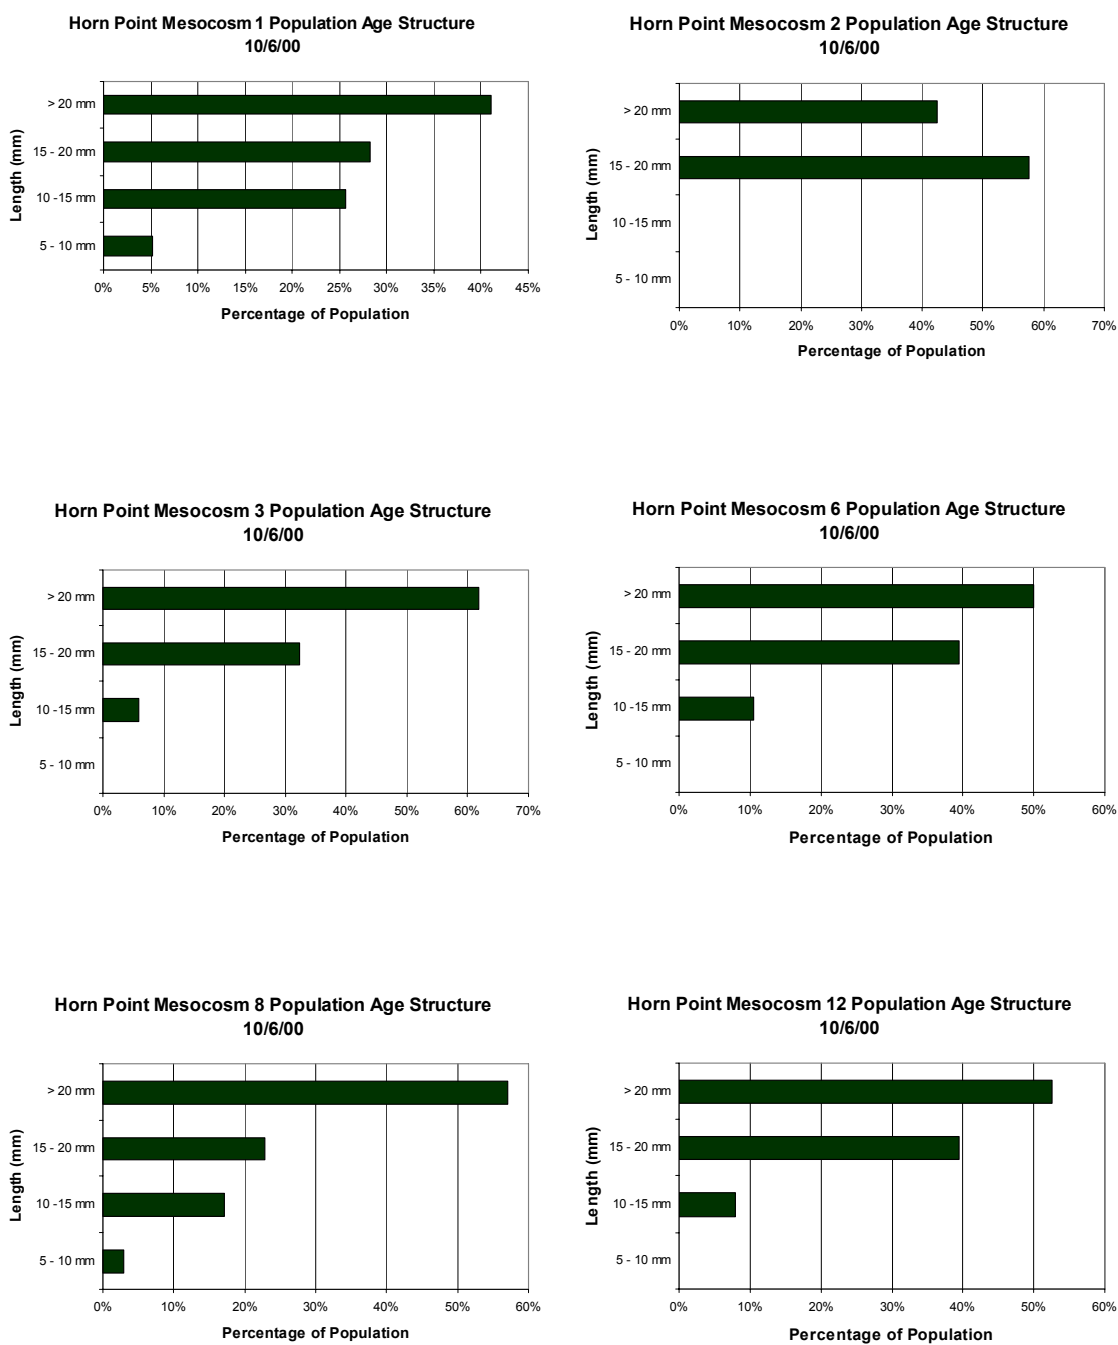 Horn Point Mesocosm 1 Population Age Structure
10/6/00
Length (mm)
> 20 mm
15 - 20 mm
10 -15 mm
5 - 10 mm
0% 5% 10% 15% 20% 25% 30% 35% 40% 45%
Percentage of Population
Horn Point Mesocosm 2 Population Age Structure
10/6/00
Length (mm)
> 20 mm
15 - 20 mm
10 -15 mm
5 - 10 mm
0% 10% 20% 30% 40% 50% 60% 70%
Percentage of Population
Horn Point Mesocosm 3 Population Age Structure
10/6/00
Length (mm)
> 20 mm
15 - 20 mm
10 -15 mm
5 - 10 mm
0% 10% 20% 30% 40% 50% 60% 70%
Percentage of Population
Horn Point Mesocosm 6 Population Age Structure
10/6/00
Length (mm)
> 20 mm
15 - 20 mm
10 -15 mm
5 - 10 mm
0% 10% 20% 30% 40% 50% 60%
Percentage of Population
Horn Point Mesocosm 8 Population Age Structure
10/6/00
Length (mm)
> 20 mm
15 - 20 mm
10 -15 mm
5 - 10 mm
0% 10% 20% 30% 40% 50% 60%
Percentage of Population
Horn Point Mesocosm 12 Population Age Structure
10/6/00
Length (mm)
> 20 mm
15 - 20 mm
10 -15 mm
5 - 10 mm
0% 10% 20% 30% 40% 50% 60%
Percentage of Population